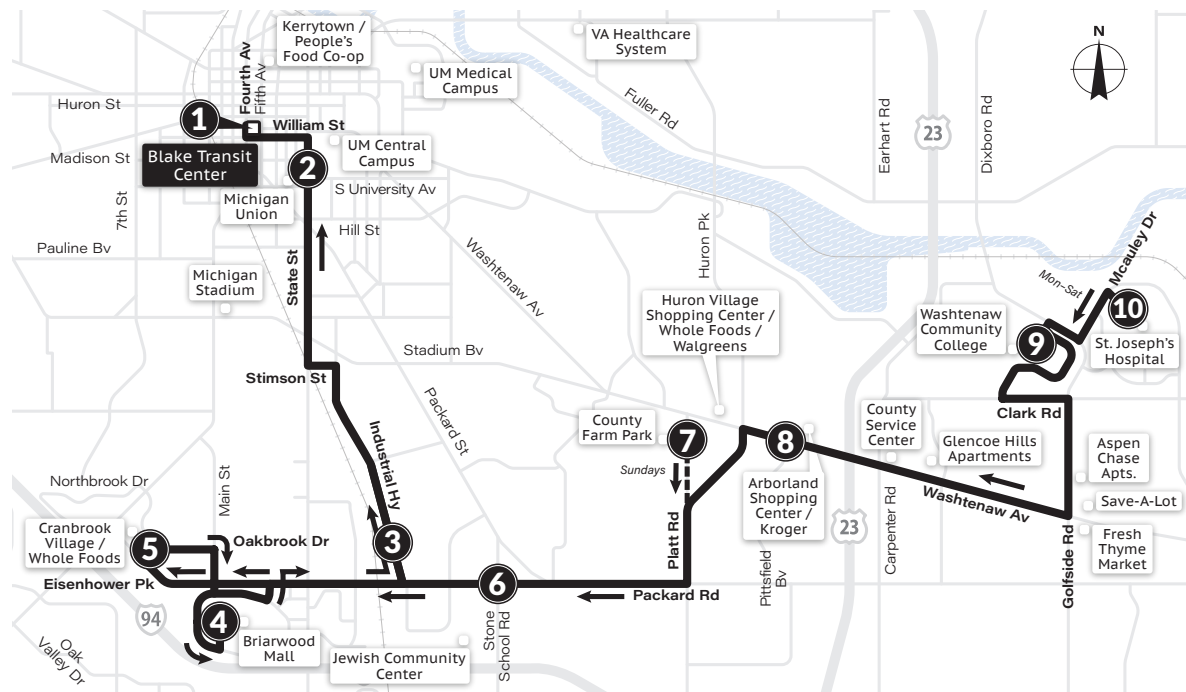 Kerrytown /
People's
Food Co-op
VA Healthcare
System
N
UM Medical
Campus
Fourth Av
Fifth Av
Huron St
1
William St
Fuller Rd
Earhart Rd
23
Dixboro Rd
Madison St
Blake Transit
Center
2
UM Central
Campus
S University Av
7th St
Michigan
Union
Hill St
Pauline Bv
State St
Washtenaw Av
Huron Pk
Mcauley Dr
Mon-Sat
Michigan
Stadium
Huron Village
Shopping Center /
Whole Foods /
Walgreens
Washtenaw
Community
College
9
10
St. Joseph's
Hospital
Stadium Bv
Stimson St
Packard St
Clark Rd
County
Farm Park
7
8
County
Service
Center
Glencoe Hills
Apartments
Aspen
Chase
Apts.
Industrial Hy
Sundays
Northbrook Dr
Main St
Arborland
Shopping
Center /
Kroger
Washtenaw Av
Save-A-Lot
Cranbrook
Village /
Whole Foods
5
Oakbrook Dr
3
Platt Rd
23
Carpenter Rd
Fresh
Thyme
Market
Golfside Rd
Eisenhower Pk
6
Packard Rd
Pittsfield
Bv
94
4
Briarwood
Mall
Stone
School Rd
Oak
Valley Dr
Jewish Community
Center